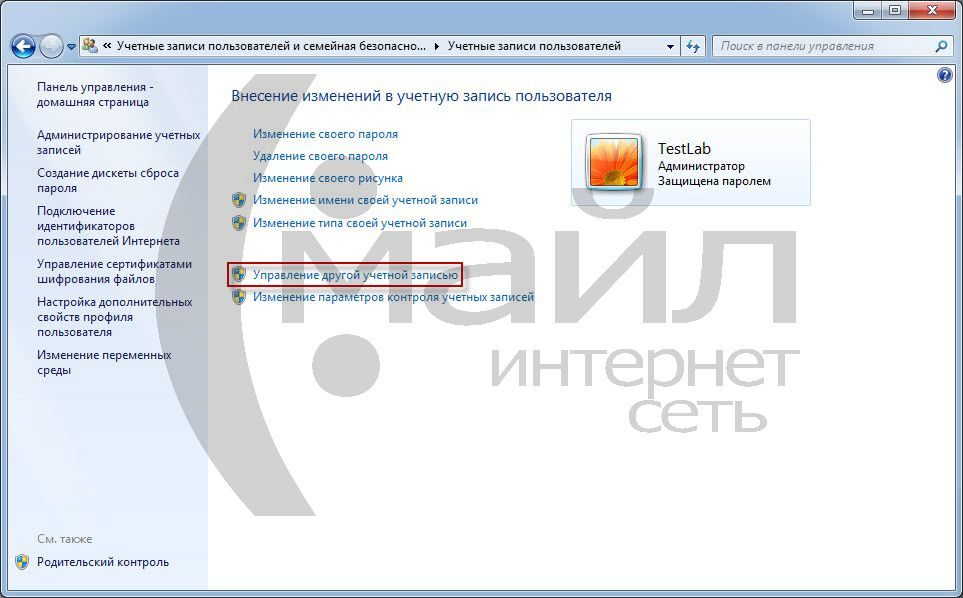 « Учетные записи пользователей и семейная безопасно... ▸ Учетные записи пользователей
Поиск в панели управления
Панель управления -
домашняя страница
Администрирование учетных
записей
Создание дискеты сброса
пароля
Подключение
идентификаторов
пользователей Интернета
Управление сертификатами
шифрования файлов
Настройка дополнительных
свойств профиля
пользователя
Изменение переменных
среды
См. также
Родительский контроль
Внесение изменений в учетную запись пользователя
Изменение своего пароля
Удаление своего пароля
Изменение своего рисунка
Изменение имени своей учетной записи
Изменение типа своей учетной записи
Управление другой учетной записью
Изменение параметров контроля учетных записей
TestLab
Администратор
Защищена паролем
майл
интернет
сеть